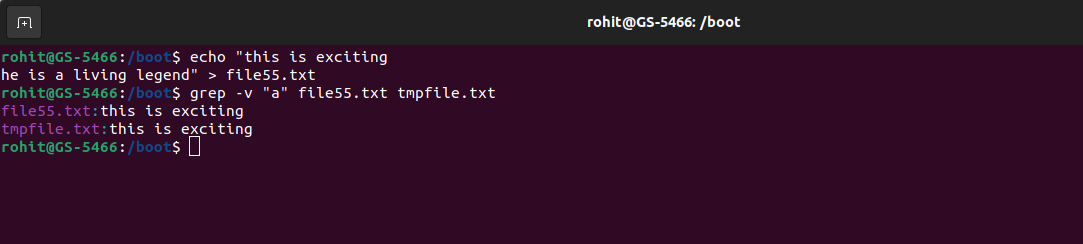 rohit@GS-5466: /boot
rohit@GS-5466:/boot$ echo "this is exciting
he is a living legend" > file55.txt
rohit@GS-5466:/boot$ grep -v "a" file55.txt tmpfile.txt
file55.txt:this is exciting
tmpfile.txt:this is exciting
rohit@GS-5466:/boot$